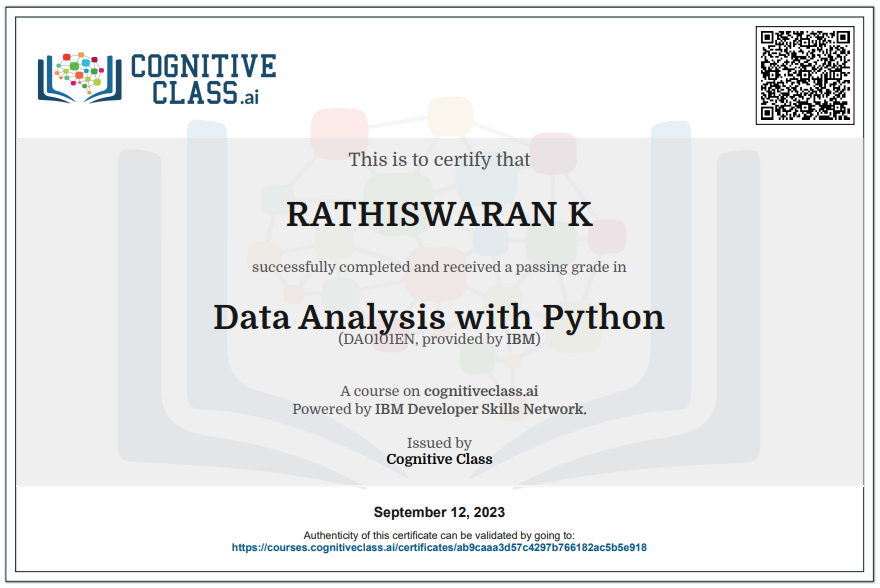 COGNITIVE
CLASS.ai
This is to certify that
RATHISWARAN K
successfully completed and received a passing grade in
Data Analysis with Python
(DA0101EN, provided by IBM)
A course on cognitiveclass.ai
Powered by IBM Developer Skills Network.
Issued by
Cognitive Class
September 12, 2023
Authenticity of this certificate can be validated by going to:
https://courses.cognitiveclass.ai/certificates/ab9caaa3d57c4297b766182ac5b5e918